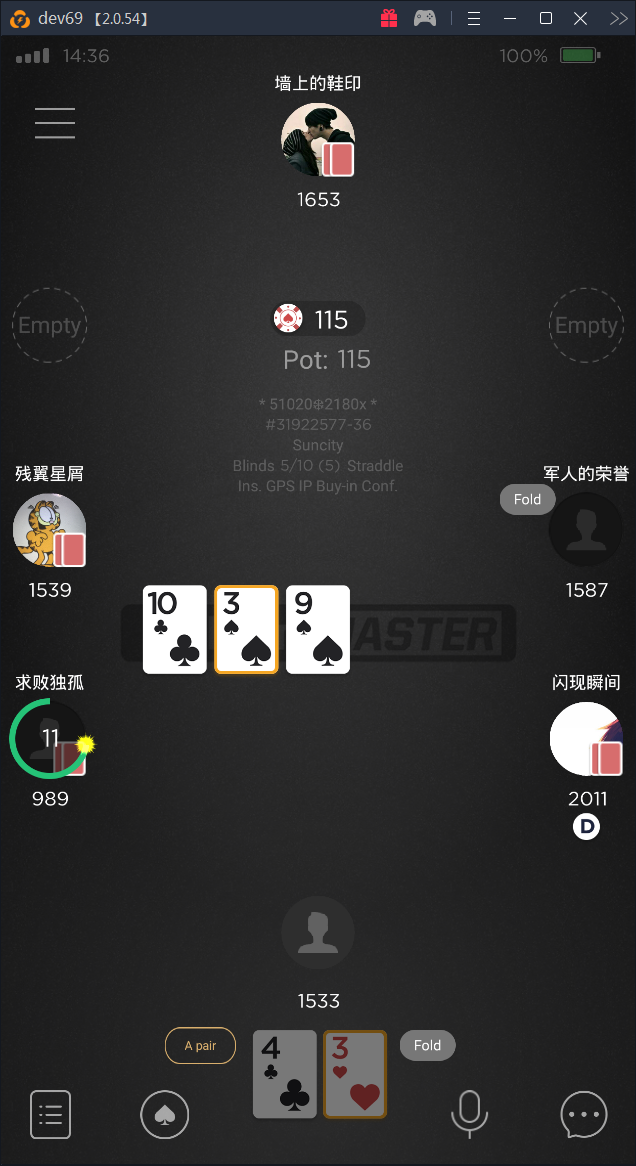 dev69 【2.0.54】
14:36
100%
墙上的鞋印
1653
Empty
115
Empty
Pot: 115
* 51020❄2180x *
#31922577-36
Suncity
Blinds 5/10 (5) Straddle
Ins. GPS IP Buy-in Conf.
残翼星屑
军人的荣誉
Fold
1539
1587
10
3
9
MASTER
求败独孤
闪现瞬间
11
989
2011
D
1533
A pair
4
3
Fold